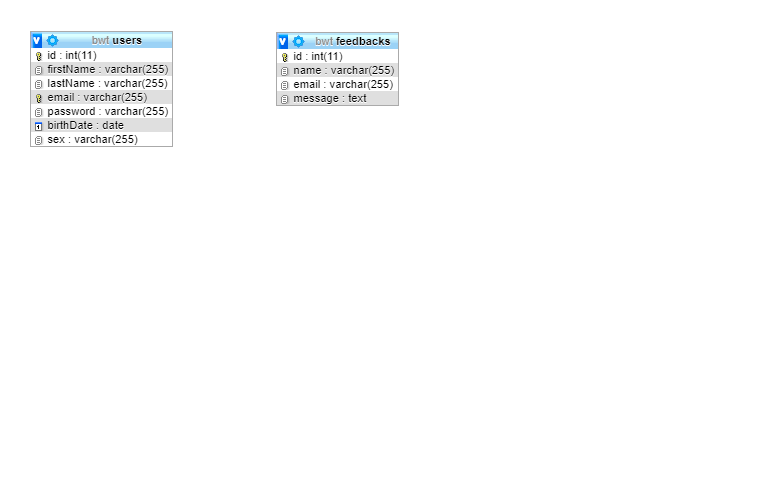 v bwt users
id : int(11)
firstName : varchar(255)
lastName : varchar(255)
email : varchar(255)
password : varchar(255)
birthDate : date
sex : varchar(255)
v bwt feedbacks
id : int(11)
name : varchar(255)
email : varchar(255)
message : text